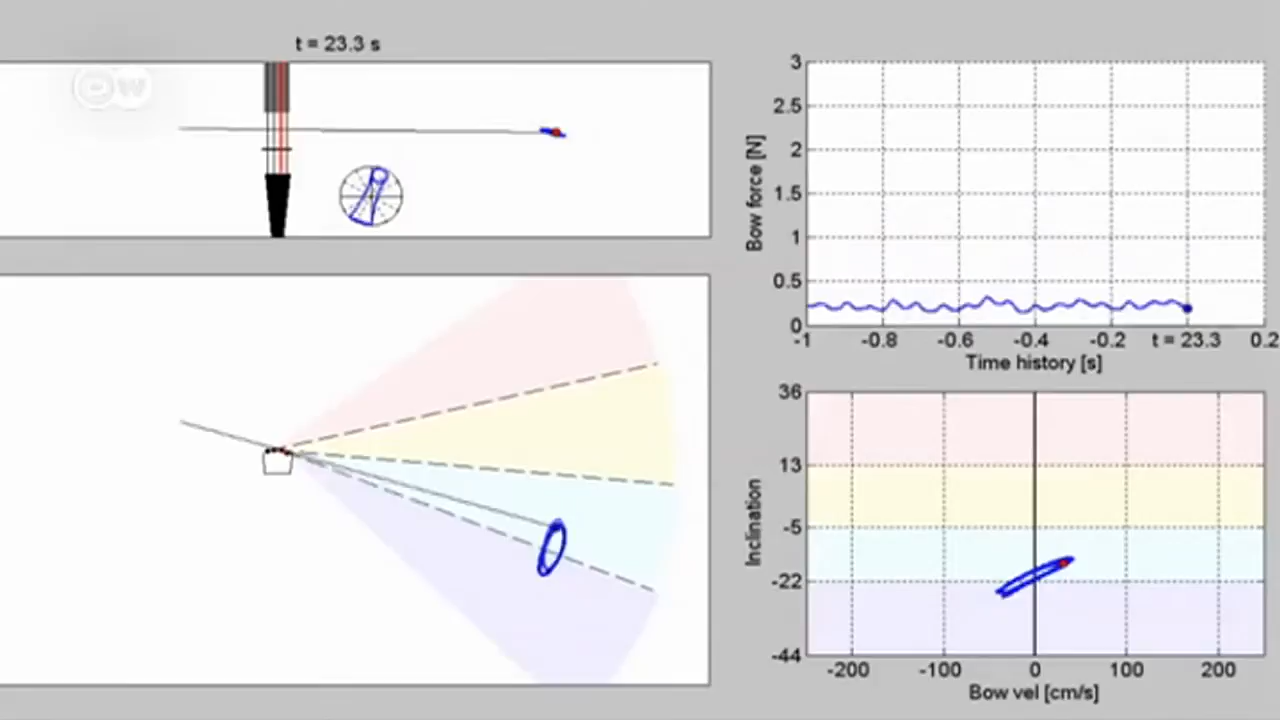 DW
t = 23.3 s
3
2.5
2
1.5
1
0.5
0
Bow force [N]
-1 -0.8 -0.6 -0.4 -0.2 t = 23.3 0.2
Time history [s]
36
13
-5
-22
-44
Inclination
-200 -100 0 100 200
Bow vel [cm/s]